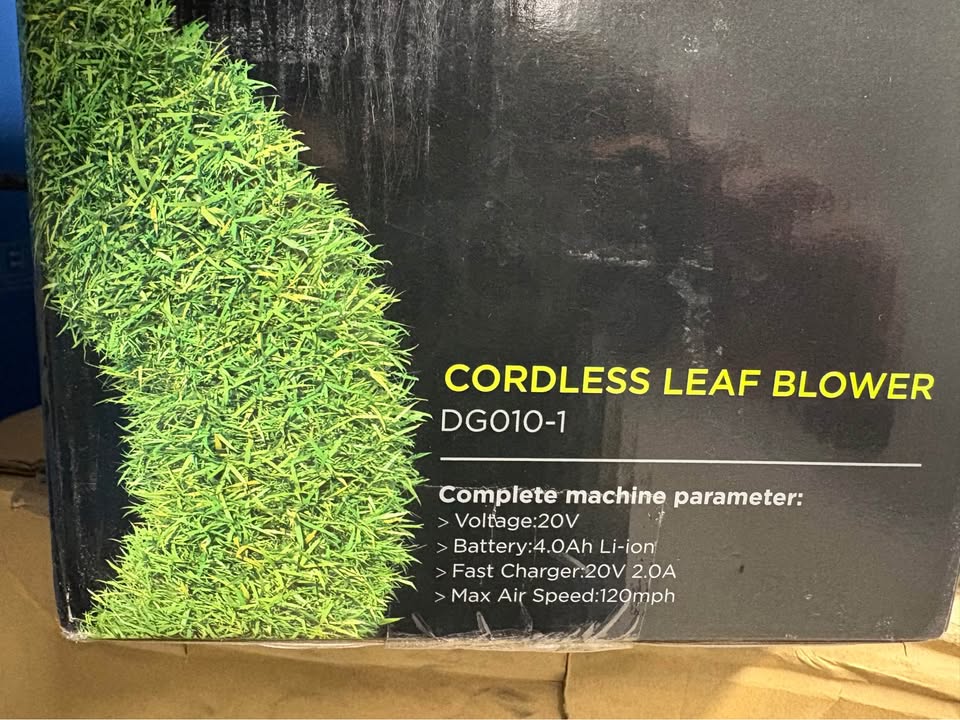 CORDLESS LEAF BLOWER
DG010-1
Complete machine parameter:
> Voltage:20V
> Battery:4.0Ah Li-ion
> Fast Charger:20V 2.0A
> Max Air Speed:120mph